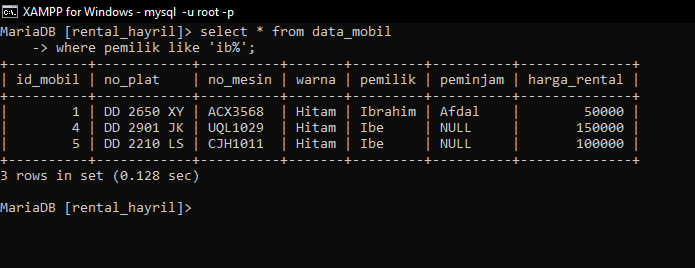 XAMPP for Windows - mysql -u root -p
MariaDB [rental_hayril]> select * from data_mobil
    -> where pemilik like 'ib%';
+----------+------------+----------+-------+---------+----------+--------------+
| id_mobil | no_plat    | no_mesin | warna | pemilik | peminjam | harga_rental |
+----------+------------+----------+-------+---------+----------+--------------+
|        1 | DD 2650 XY | ACX3568  | Hitam | Ibrahim | Afdal    |        50000 |
|        4 | DD 2901 JK | UQL1029  | Hitam | Ibe     | NULL     |       150000 |
|        5 | DD 2210 LS | CJH1011  | Hitam | Ibe     | NULL     |       100000 |
+----------+------------+----------+-------+---------+----------+--------------+
3 rows in set (0.128 sec)
MariaDB [rental_hayril]>